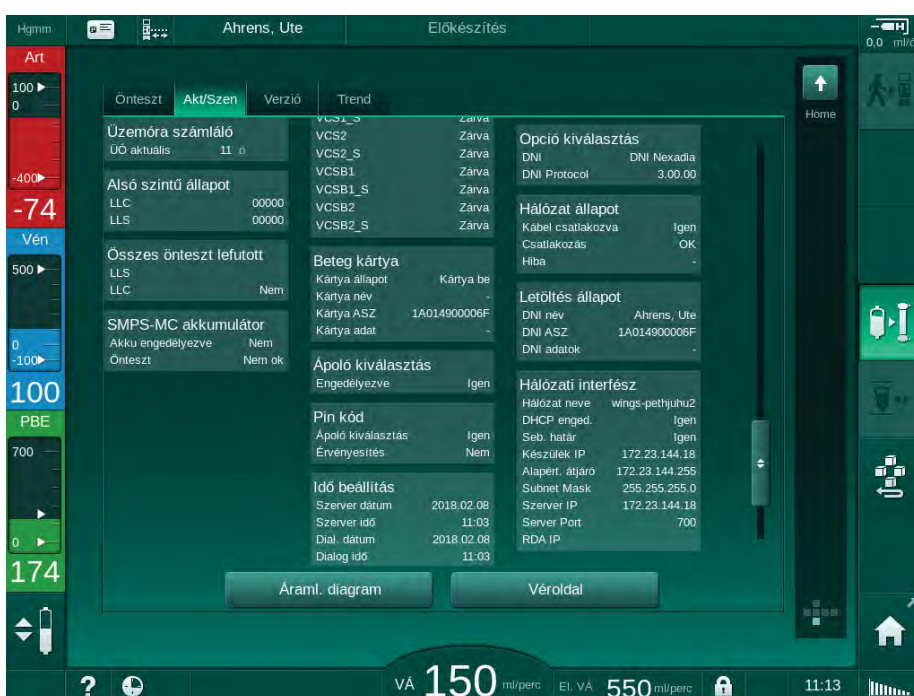 Hgmm
Ahrens, Ute
Előkészítés
0,0 ml/ó
Art
100
0
-400
-74
Vén
500
0
-100
100
PBE
700
0
174
Önteszt
Akt/Szen
Verzió
Trend
Home
Üzemóra számláló
ÜÓ aktuális 11 ó
Alsó szintű állapot
LLC 00000
LLS 00000
Összes önteszt lefutott
LLS
LLC Nem
SMPS-MC akkumulátor
Akku engedélyezve Nem
Önteszt Nem ok
VCS1_S Zárva
VCS2 Zárva
VCS2_S Zárva
VCSB1 Zárva
VCSB1_S Zárva
VCSB2 Zárva
VCSB2_S Zárva
Beteg kártya
Kártya állapot Kártya be
Kártya név -
Kártya ASZ 1A014900006F
Kártya adat -
Ápoló kiválasztás
Engedélyezve Igen
Pin kód
Ápoló kiválasztás Igen
Érvényesítés Nem
Idő beállítás
Szerver dátum 2018.02.08
Szerver idő 11:03
Dial. dátum 2018.02.08
Dialog idő 11:03
Opció kiválasztás
DNI DNI Nexadia
DNI Protocol 3.00.00
Hálózat állapot
Kábel csatlakozva Igen
Csatlakozás OK
Hiba -
Letöltés állapot
DNI név Ahrens, Ute
DNI ASZ 1A014900006F
DNI adatok -
Hálózati interfész
Hálózat neve wings-pethjuhu2
DHCP enged. Igen
Seb. határ Igen
Készülék IP 172.23.144.18
Alapért. átjáró 172.23.144.255
Subnet Mask 255.255.255.0
Szerver IP 172.23.144.18
Server Port 700
RDA IP
Áraml. diagram
Véroldal
? VÁ 150 ml/perc El. VÁ 550 ml/perc 11:13